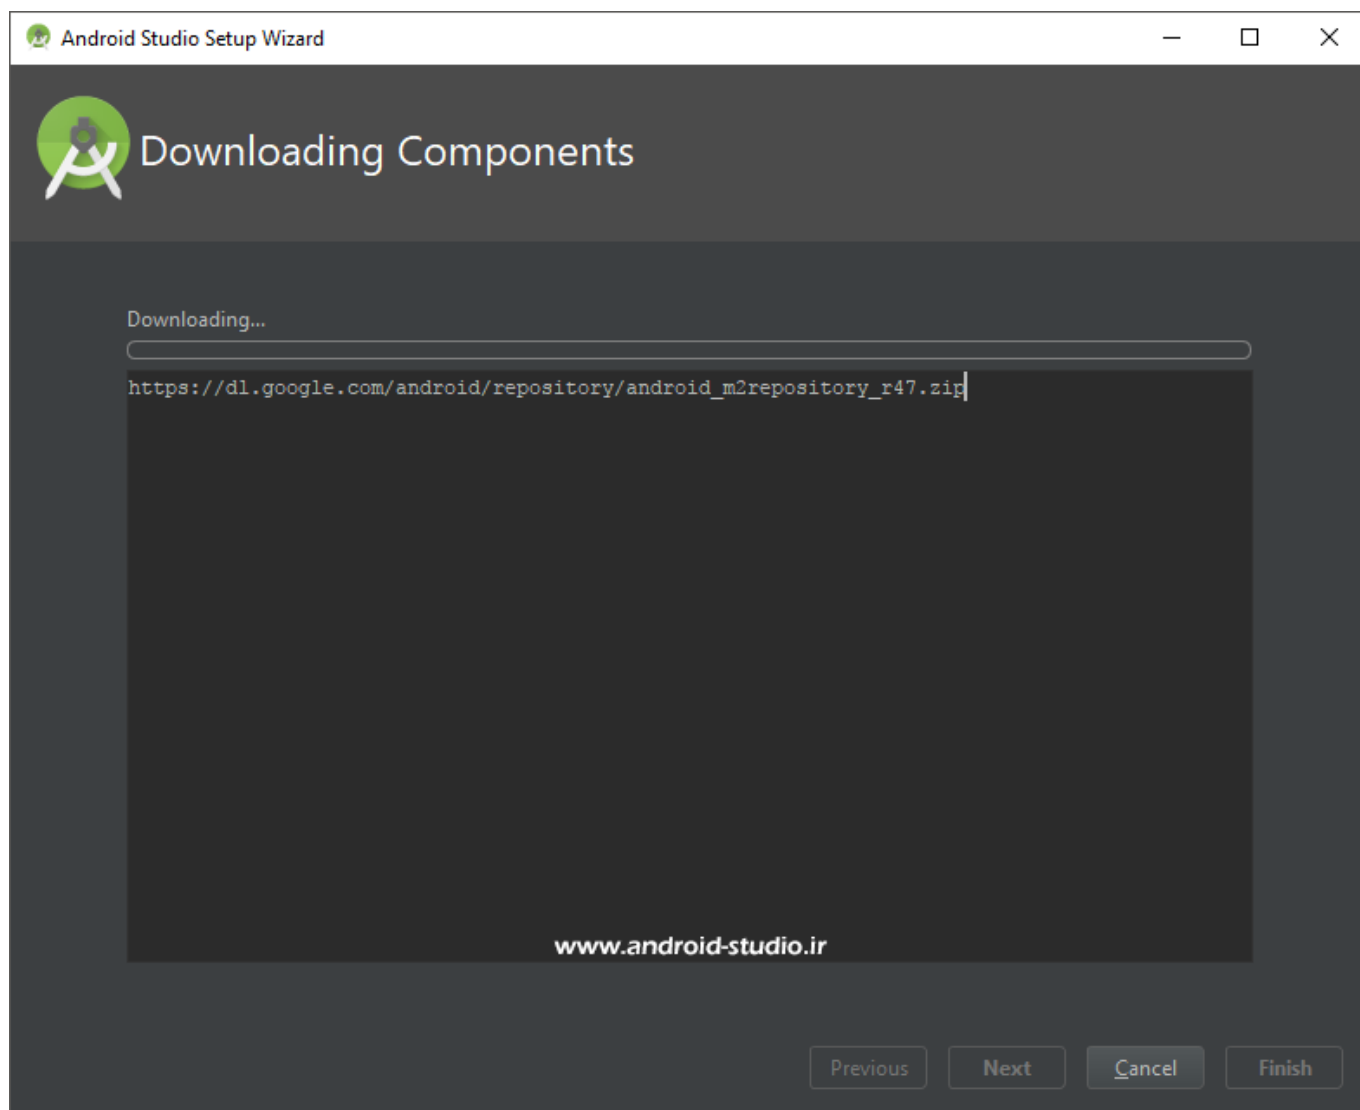 Android Studio Setup Wizard
Downloading Components
Downloading...
https://dl.google.com/android/repository/android_m2repository_r47.zip
www.android-studio.ir
Previous Next Cancel Finish